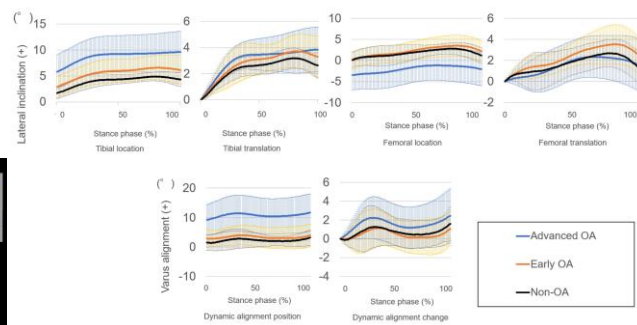 (°)
Lateral inclination (+)
15
10
5
0
0 50 100
Stance phase (%)
Tibial location
6
4
2
0
0 50 100
Stance phase (%)
Tibial translation
10
5
0
-5
-10
0 50 100
Stance phase (%)
Femoral location
6
4
2
0
-2
0 50 100
Stance phase (%)
Femoral translation
(°)
Varus alignment (+)
20
10
0
-10
0 50 100
Stance phase (%)
Dynamic alignment position
6
4
2
0
-2
-4
0 50 100
Stance phase (%)
Dynamic alignment change
Advanced OA
Early OA
Non-OA